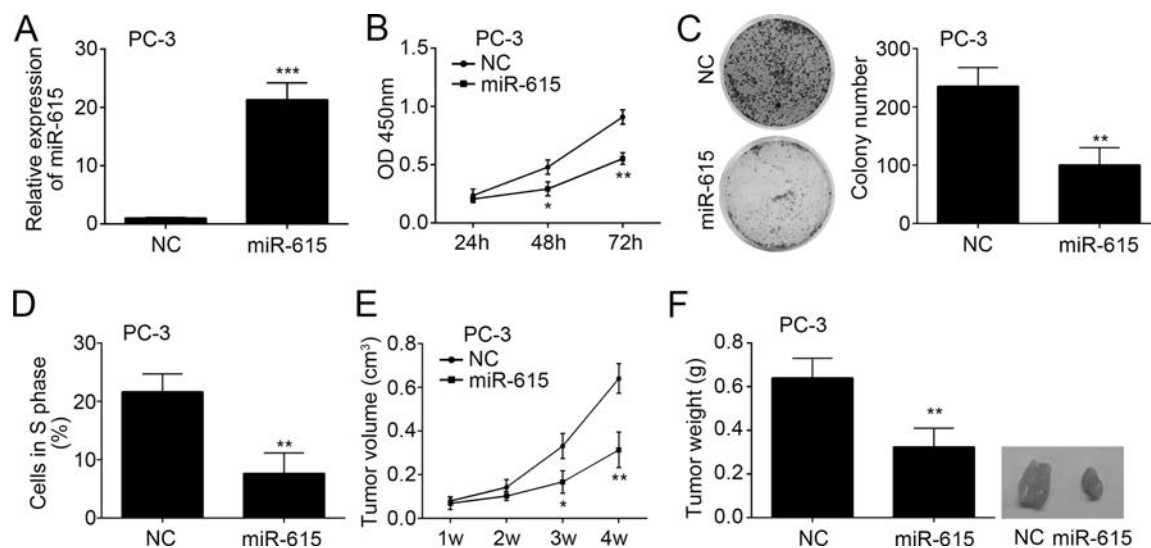 A
PC-3
Relative expression
of miR-615
30
20
10
0
***
NC
miR-615
B
PC-3
NC
miR-615
OD 450nm
1.5
1.0
0.5
0.0
*
**
24h
48h
72h
C
NC
miR-615
PC-3
Colony number
300
200
100
0
**
NC
miR-615
D
PC-3
Cells in S phase
(%)
30
20
10
0
**
NC
miR-615
E
PC-3
NC
miR-615
Tumor volume (cm³)
0.8
0.6
0.4
0.2
0.0
*
**
1w
2w
3w
4w
F
PC-3
Tumor weight (g)
0.8
0.6
0.4
0.2
0.0
**
NC
miR-615
NC miR-615